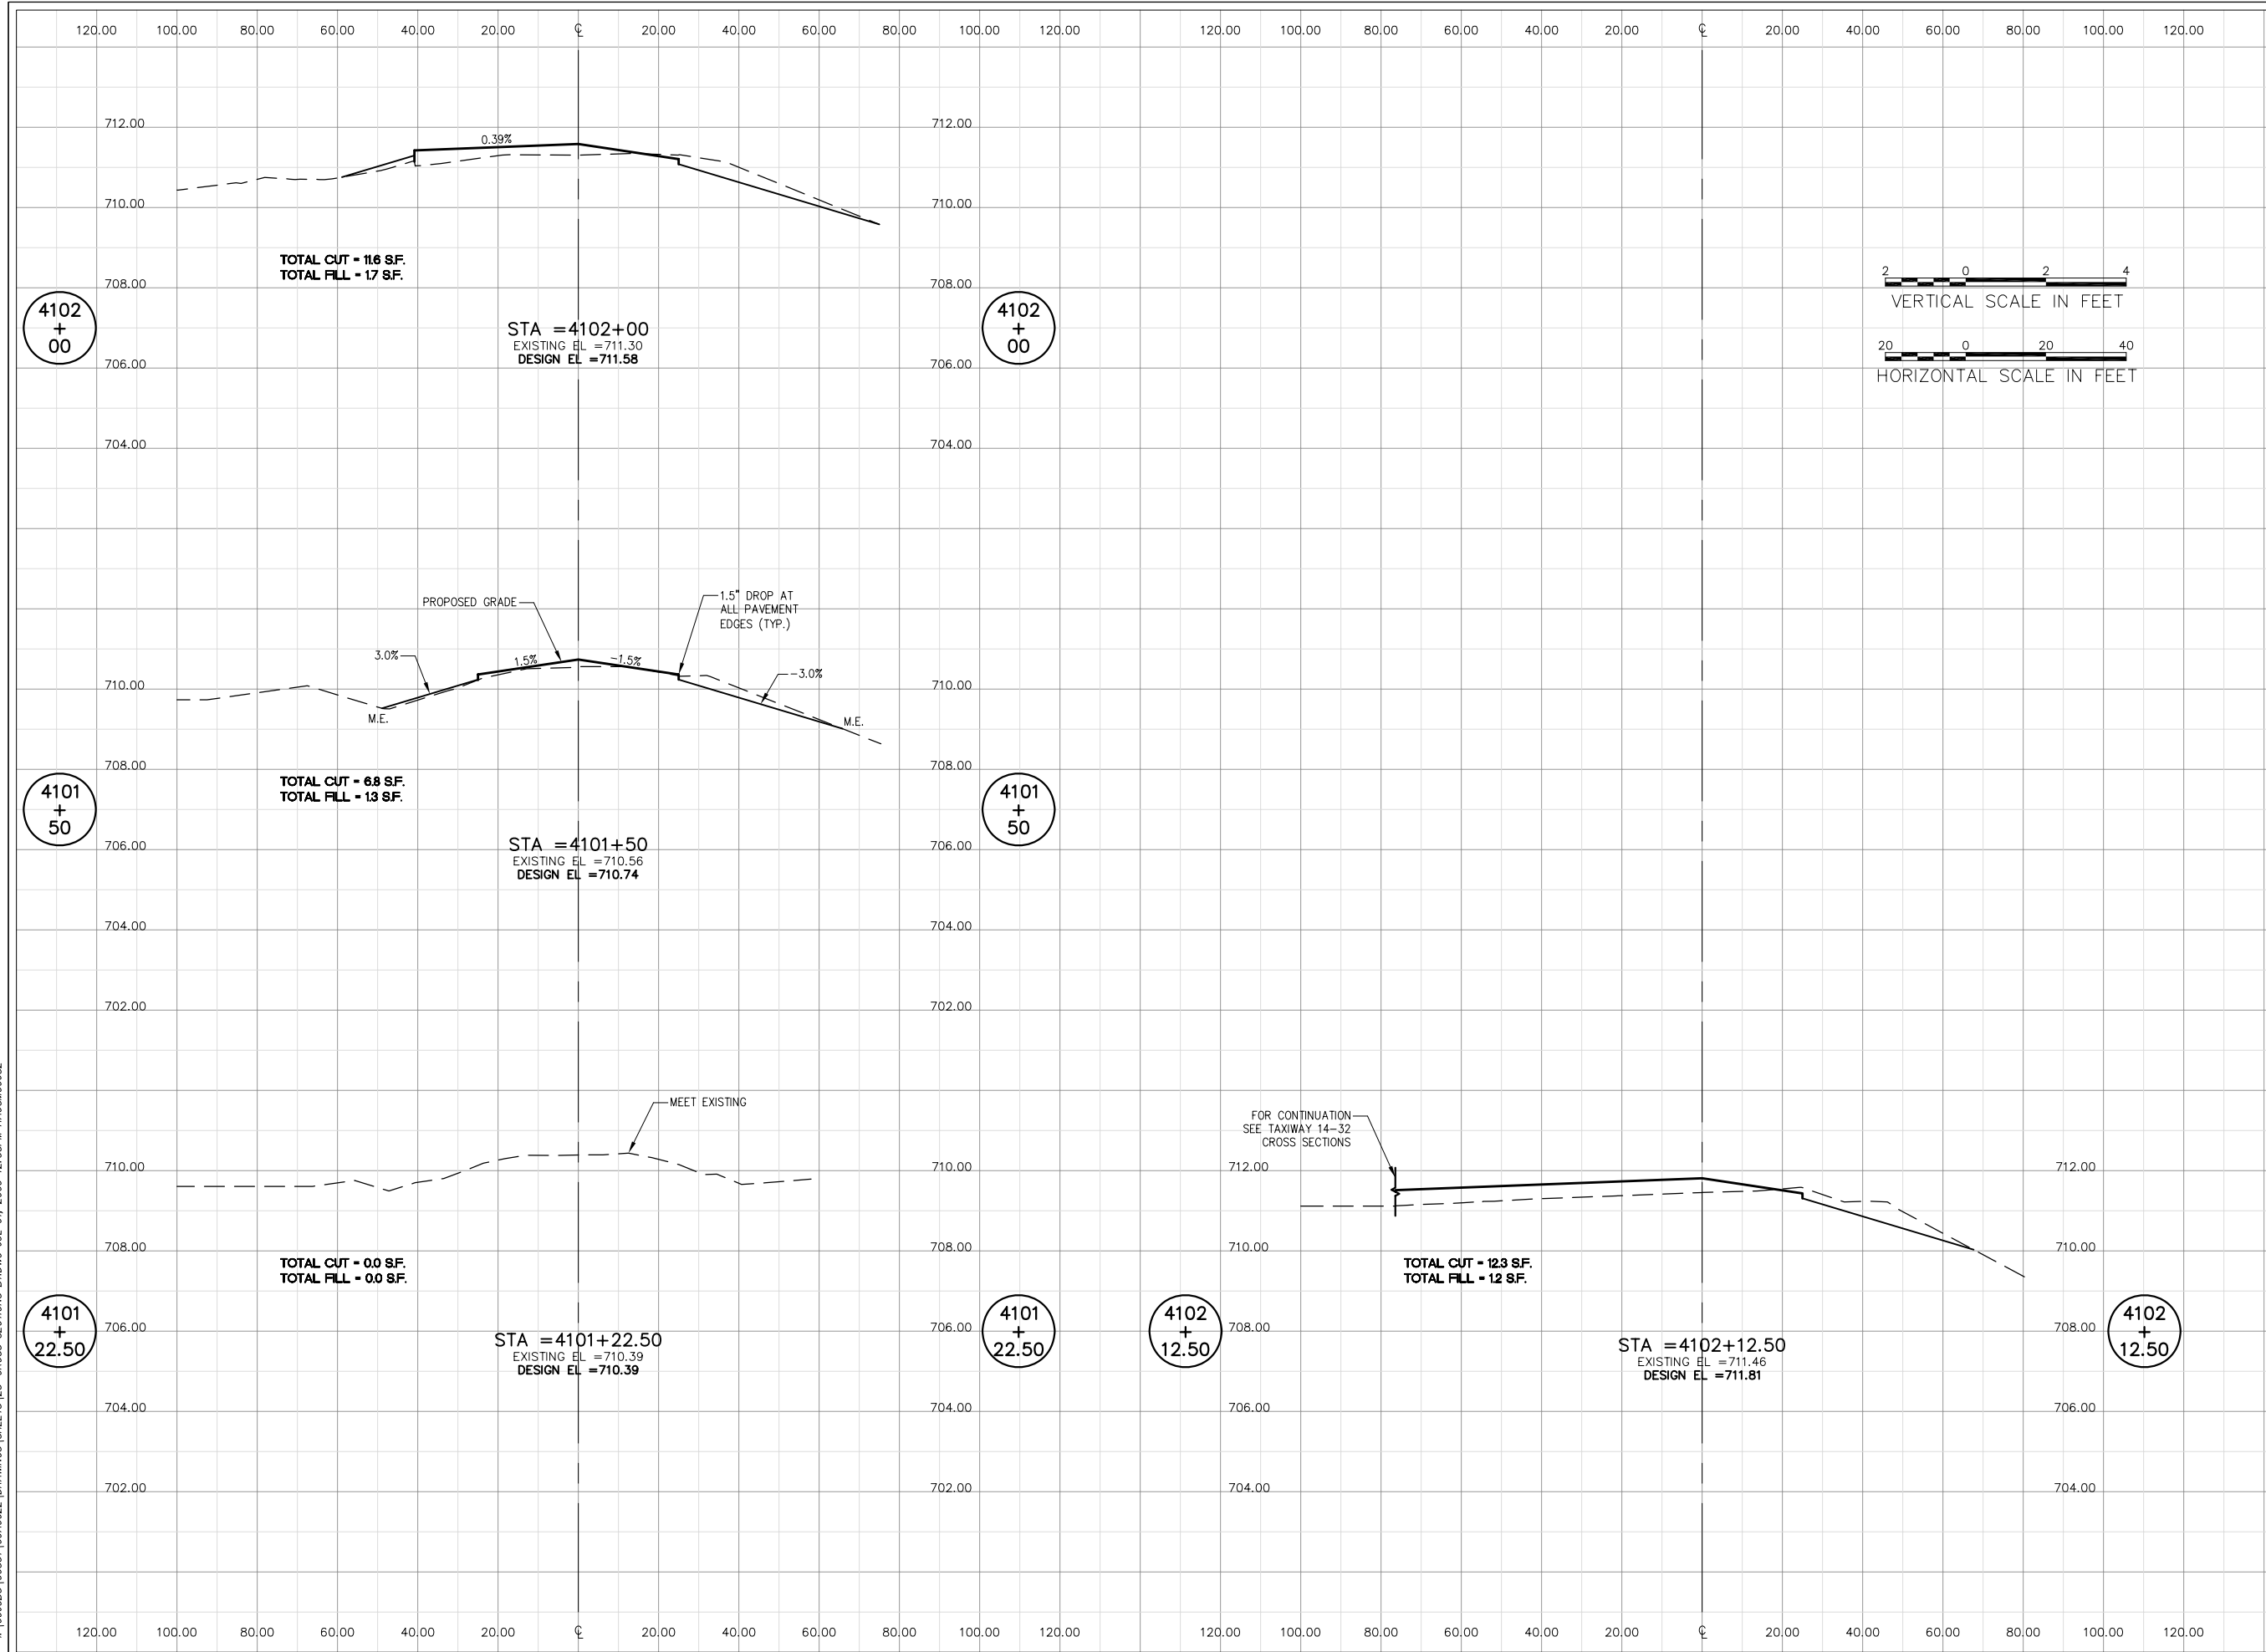 120.00 100.00 80.00 60.00 40.00 20.00 ℄ 20.00 40.00 60.00 80.00 100.00 120.00 120.00 100.00 80.00 60.00 40.00 20.00 ℄ 20.00 40.00 60.00 80.00 100.00 120.00
712.00 712.00
0.39%
710.00 710.00
TOTAL CUT = 11.6 S.F.
TOTAL FILL = 1.7 S.F.
708.00 708.00
4102
+
00
STA =4102+00
EXISTING EL =711.30
DESIGN EL =711.58
4102
+
00
706.00 706.00
704.00 704.00
2 0 2 4
VERTICAL SCALE IN FEET
20 0 20 40
HORIZONTAL SCALE IN FEET
PROPOSED GRADE
1.5" DROP AT
ALL PAVEMENT
EDGES (TYP.)
3.0%
1.5%
-1.5%
-3.0%
710.00 710.00
M.E.
M.E.
708.00 708.00
TOTAL CUT = 6.8 S.F.
TOTAL FILL = 1.3 S.F.
4101
+
50
4101
+
50
706.00 706.00
STA =4101+50
EXISTING EL =710.56
DESIGN EL =710.74
704.00 704.00
702.00 702.00
MEET EXISTING
710.00 710.00
708.00 708.00
TOTAL CUT = 0.0 S.F.
TOTAL FILL = 0.0 S.F.
4101
+
22.50
706.00 706.00
STA =4101+22.50
EXISTING EL =710.39
DESIGN EL =710.39
4101
+
22.50
704.00 704.00
702.00 702.00
FOR CONTINUATION
SEE TAXIWAY 14-32
CROSS SECTIONS
712.00 712.00
710.00 710.00
TOTAL CUT = 12.3 S.F.
TOTAL FILL = 1.2 S.F.
4102
+
12.50
708.00 708.00
STA =4102+12.50
EXISTING EL =711.46
DESIGN EL =711.81
4102
+
12.50
706.00 706.00
704.00 704.00
120.00 100.00 80.00 60.00 40.00 20.00 ℄ 20.00 40.00 60.00 80.00 100.00 120.00 120.00 100.00 80.00 60.00 40.00 20.00 ℄ 20.00 40.00 60.00 80.00 100.00 120.00